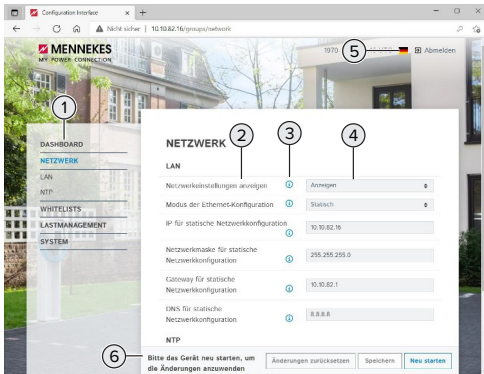 Configuration Interface
Nicht sicher | 10.10.82.16/groups/network
MENNEKES
MY POWER CONNECTION
1970-
5
Abmelden
1
2
3
4
DASHBOARD
NETZWERK
LAN
NTP
WHITELISTS
LASTMANAGEMENT
SYSTEM
NETZWERK
LAN
Netzwerkeinstellungen anzeigen
Anzeigen
Modus der Ethernet-Konfiguration
Statisch
IP für statische Netzwerkkonfiguration
10.10.82.16
Netzwerkmaske für statische
Netzwerkkonfiguration
255.255.255.0
Gateway für statische
Netzwerkkonfiguration
10.10.82.1
DNS für statische
Netzwerkkonfiguration
8.8.8.8
NTP
6
Bitte das Gerät neu starten, um
die Änderungen anzuwenden
Änderungen zurücksetzen
Speichern
Neu starten